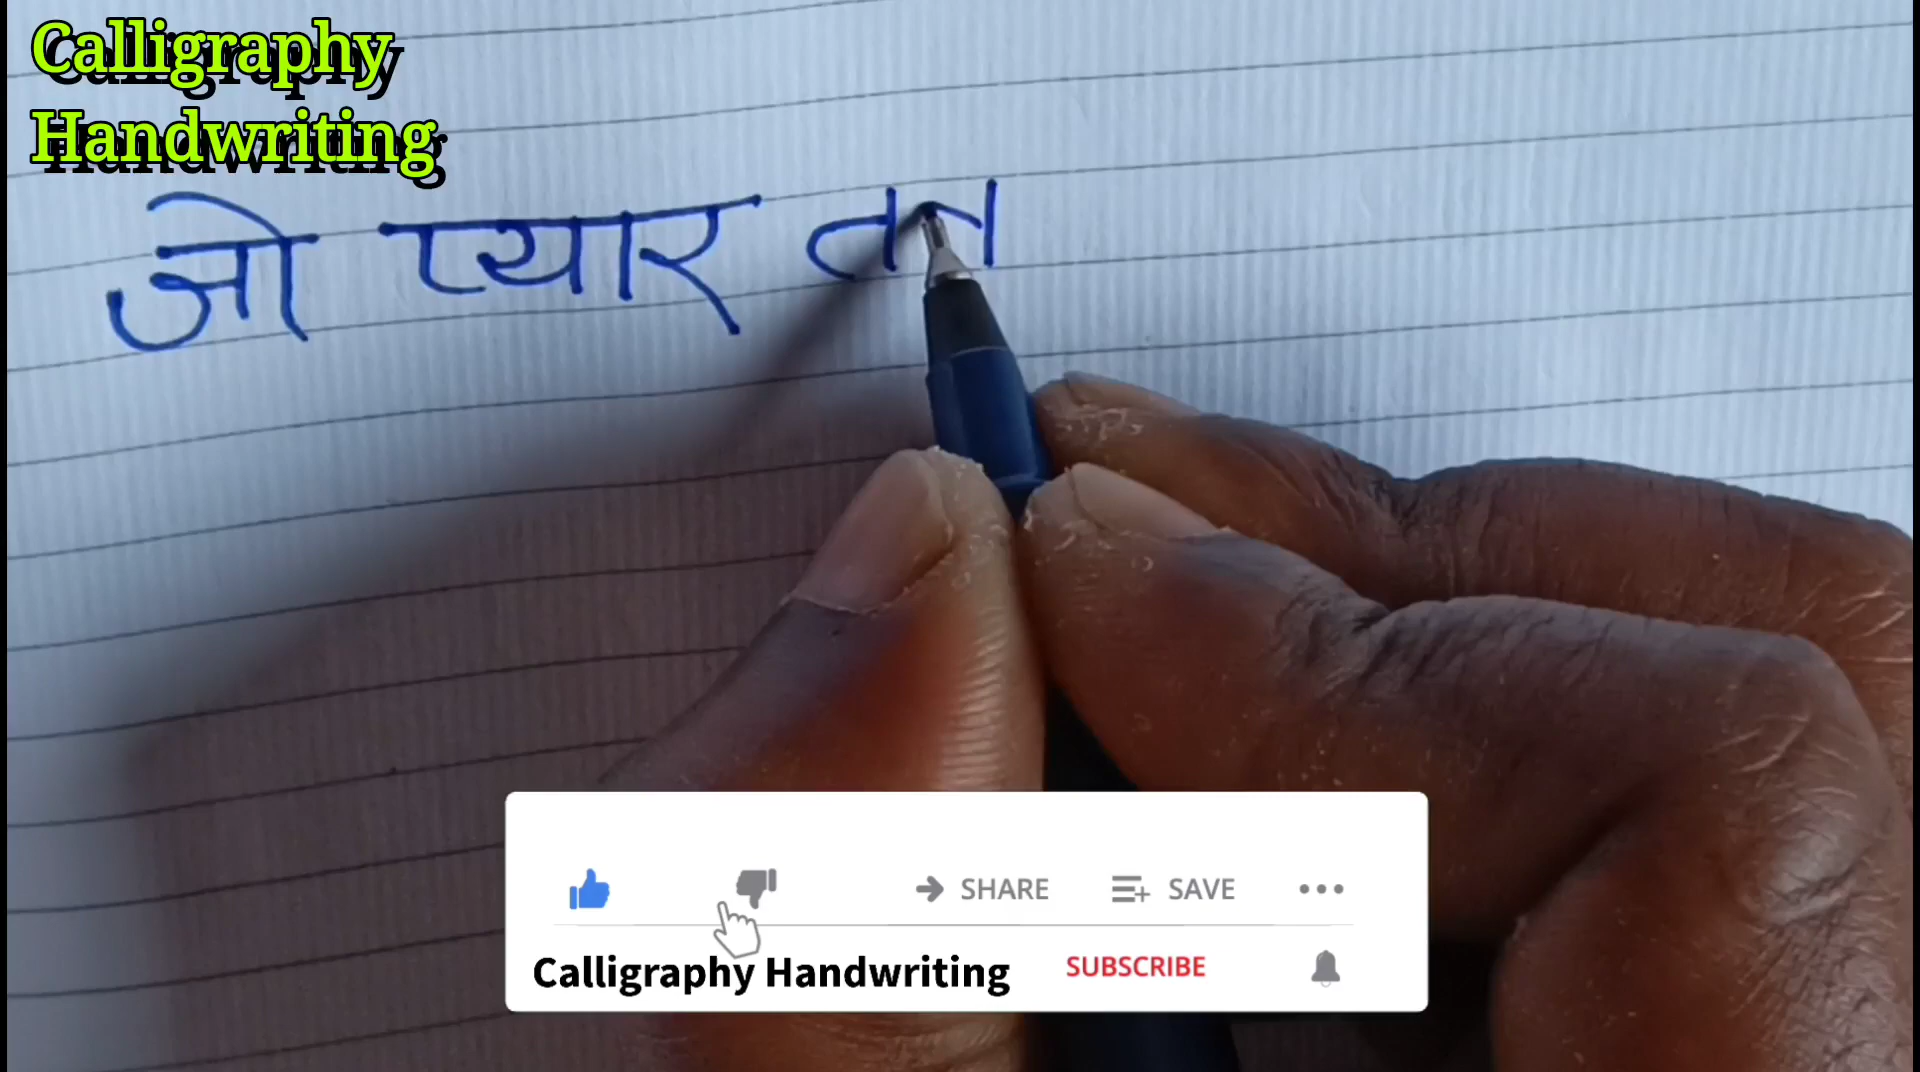 Calligraphy
Handwriting
जो प्यार
SHARE SAVE
Calligraphy Handwriting SUBSCRIBE